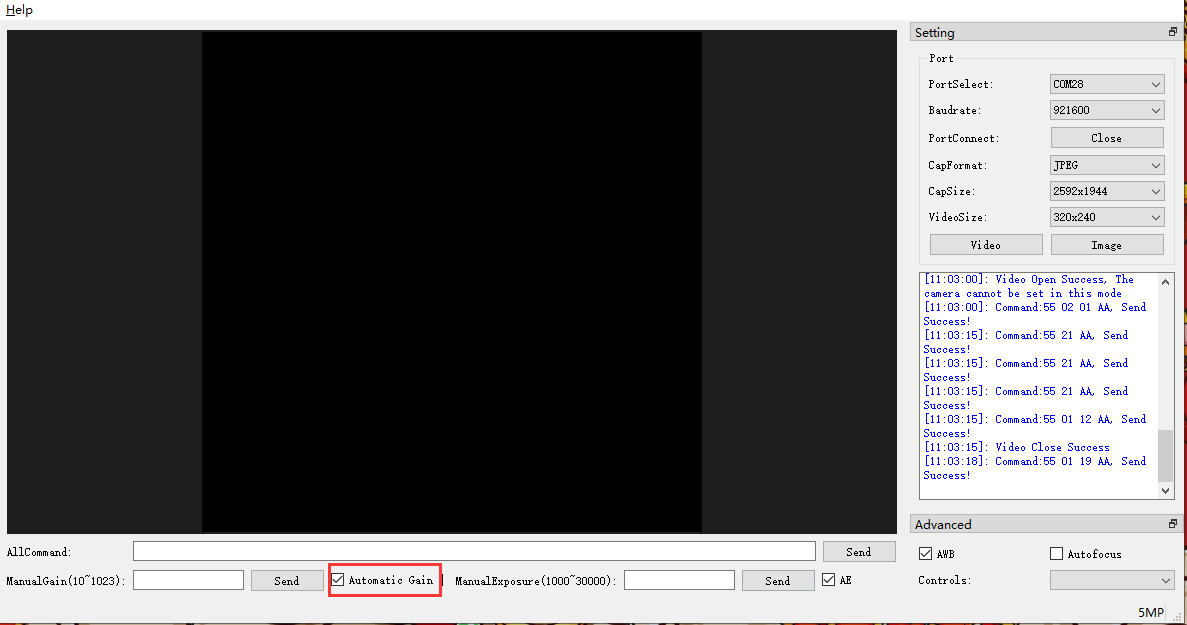 Help
Setting
Port
PortSelect: COM28
Baudrate: 921600
PortConnect: Close
CapFormat: JPEG
CapSize: 2592x1944
VideoSize: 320x240
Video Image
[11:03:00]: Video Open Success, The
camera cannot be set in this mode
[11:03:00]: Command:55 02 01 AA, Send
Success!
[11:03:15]: Command:55 21 AA, Send
Success!
[11:03:15]: Command:55 21 AA, Send
Success!
[11:03:15]: Command:55 21 AA, Send
Success!
[11:03:15]: Command:55 01 12 AA, Send
Success!
[11:03:15]: Video Close Success
[11:03:18]: Command:55 01 19 AA, Send
Success!
Advanced
AWB Autofocus
Controls:
AllCommand: Send
ManualGain(10~1023): Send Automatic Gain ManualExposure(1000~30000): Send AE
5MP